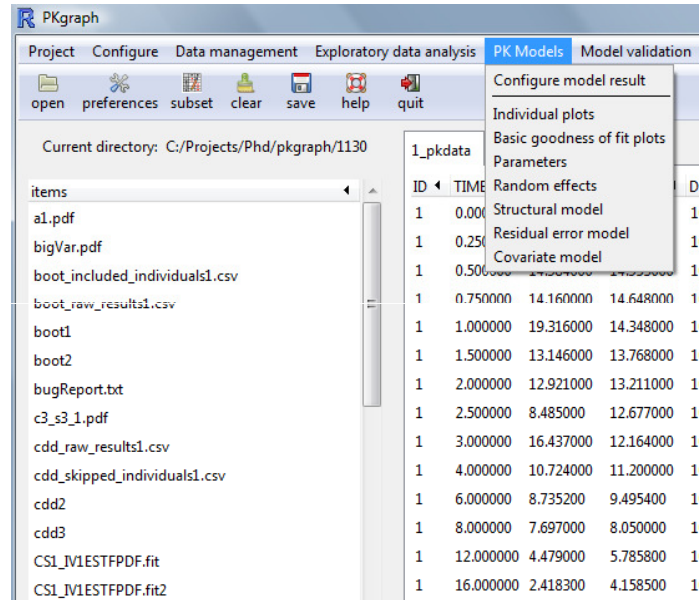 PKgraph
Project Configure Data management Exploratory data analysis PK Models Model validation
open preferences subset clear save help quit
Configure model result
Individual plots
Basic goodness of fit plots
Parameters
Random effects
Structural model
Residual error model
Covariate model
Current directory: C:/Projects/Phd/pkgraph/1130
items
a1.pdf
bigVar.pdf
boot_included_individuals1.csv
boot_raw_results1.csv
boot1
boot2
bugReport.txt
c3_s3_1.pdf
cdd_raw_results1.csv
cdd_skipped_individuals1.csv
cdd2
cdd3
CS1_IV1ESTFPDF.fit
CS1_IV1ESTFPDF.fit2
1_pkdata
ID TIME D
1 0.000 1
1 0.250 1
1 0.500000 1
1 0.750000 14.160000 14.648000 1
1 1.000000 19.316000 14.348000 1
1 1.500000 13.146000 13.768000 1
1 2.000000 12.921000 13.211000 1
1 2.500000 8.485000 12.677000 1
1 3.000000 16.437000 12.164000 1
1 4.000000 10.724000 11.200000 1
1 6.000000 8.735200 9.495400 1
1 8.000000 7.697000 8.050000 1
1 12.000000 4.479000 5.785800 1
1 16.000000 2.418300 4.158500 1